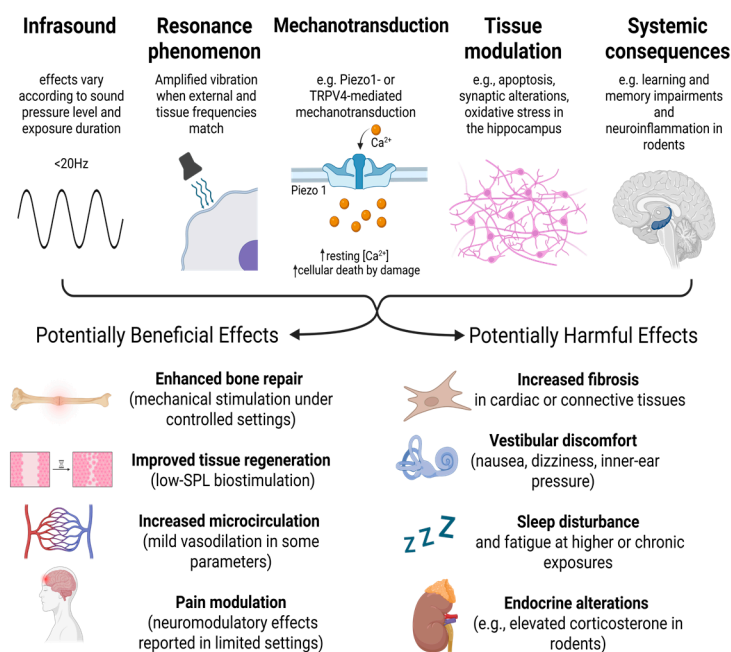 Infrasound
effects vary
according to sound
pressure level and
exposure duration
<20Hz
Resonance
phenomenon
Amplified vibration
when external and
tissue frequencies
match
Mechanotransduction
e.g. Piezo1- or
TRPV4-mediated
mechanotransduction
Ca²⁺
Piezo 1
↑resting [Ca²⁺]
↑cellular death by damage
Tissue
modulation
e.g., apoptosis,
synaptic alterations,
oxidative stress in
the hippocampus
Systemic
consequences
e.g. learning and
memory impairments
and
neuroinflammation in
rodents
Potentially Beneficial Effects
Enhanced bone repair
(mechanical stimulation under
controlled settings)
Improved tissue regeneration
(low-SPL biostimulation)
Increased microcirculation
(mild vasodilation in some
parameters)
Pain modulation
(neuromodulatory effects
reported in limited settings)
Potentially Harmful Effects
Increased fibrosis
in cardiac or connective tissues
Vestibular discomfort
(nausea, dizziness, inner-ear
pressure)
z z z
Sleep disturbance
and fatigue at higher or chronic
exposures
Endocrine alterations
(e.g., elevated corticosterone in
rodents)